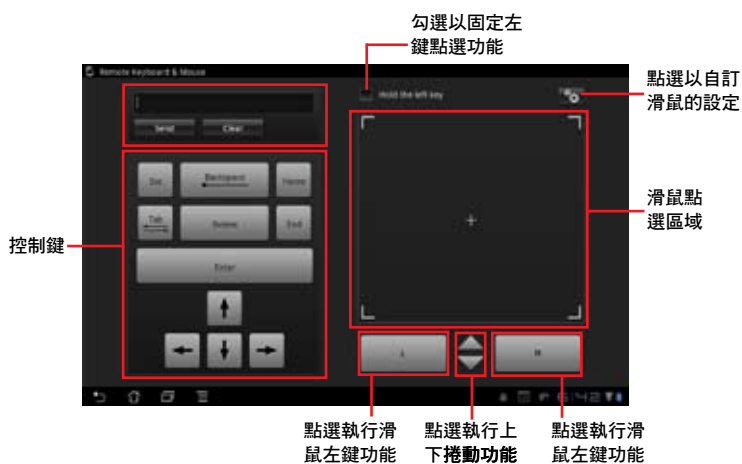 勾選以固定左
鍵點選功能
點選以自訂
滑鼠的設定
Remote Keyboard & Mouse
Hold the left key
Send Clear
Esc Backspace Home
Tab Delete End
Enter
滑鼠點
選區域
控制鍵
L R
6:42
點選執行滑
鼠左鍵功能
點選執行上
下捲動功能
點選執行滑
鼠左鍵功能